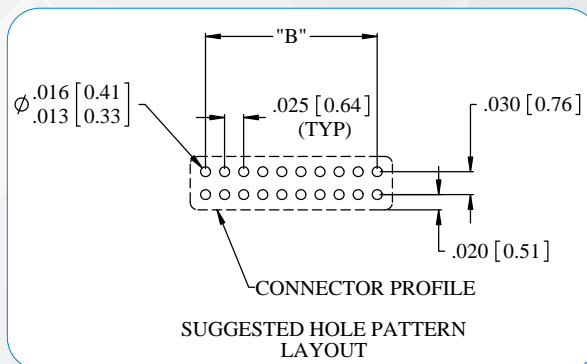 "B"
⌀ .016 [0.41]
.013 [0.33]
.025 [0.64]
(TYP)
.030 [0.76]
.020 [0.51]
CONNECTOR PROFILE
SUGGESTED HOLE PATTERN
LAYOUT